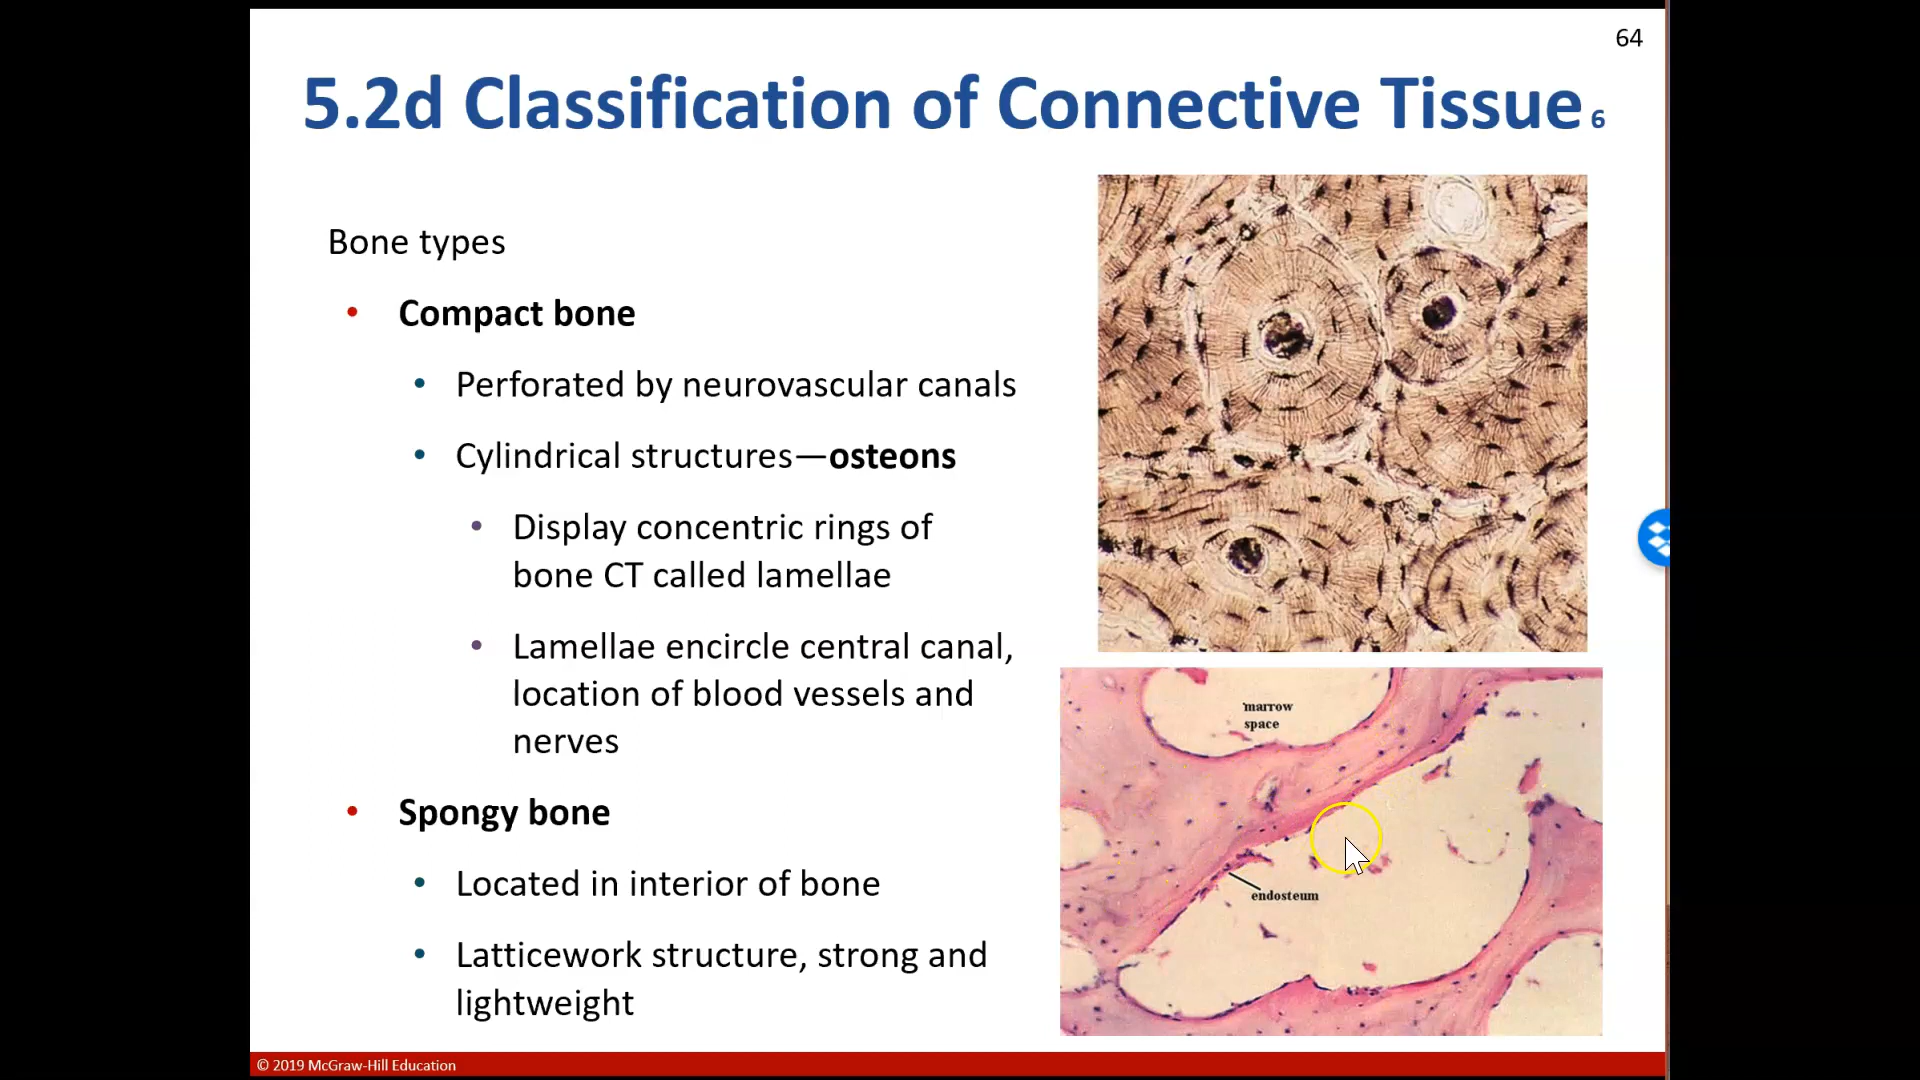 64
5.2d Classification of Connective Tissue 6
Bone types
• Compact bone
• Perforated by neurovascular canals
• Cylindrical structures—osteons
• Display concentric rings of
bone CT called lamellae
• Lamellae encircle central canal,
location of blood vessels and
nerves
• Spongy bone
• Located in interior of bone
• Latticework structure, strong and
lightweight
marrow
space
endosteum
© 2019 McGraw-Hill Education